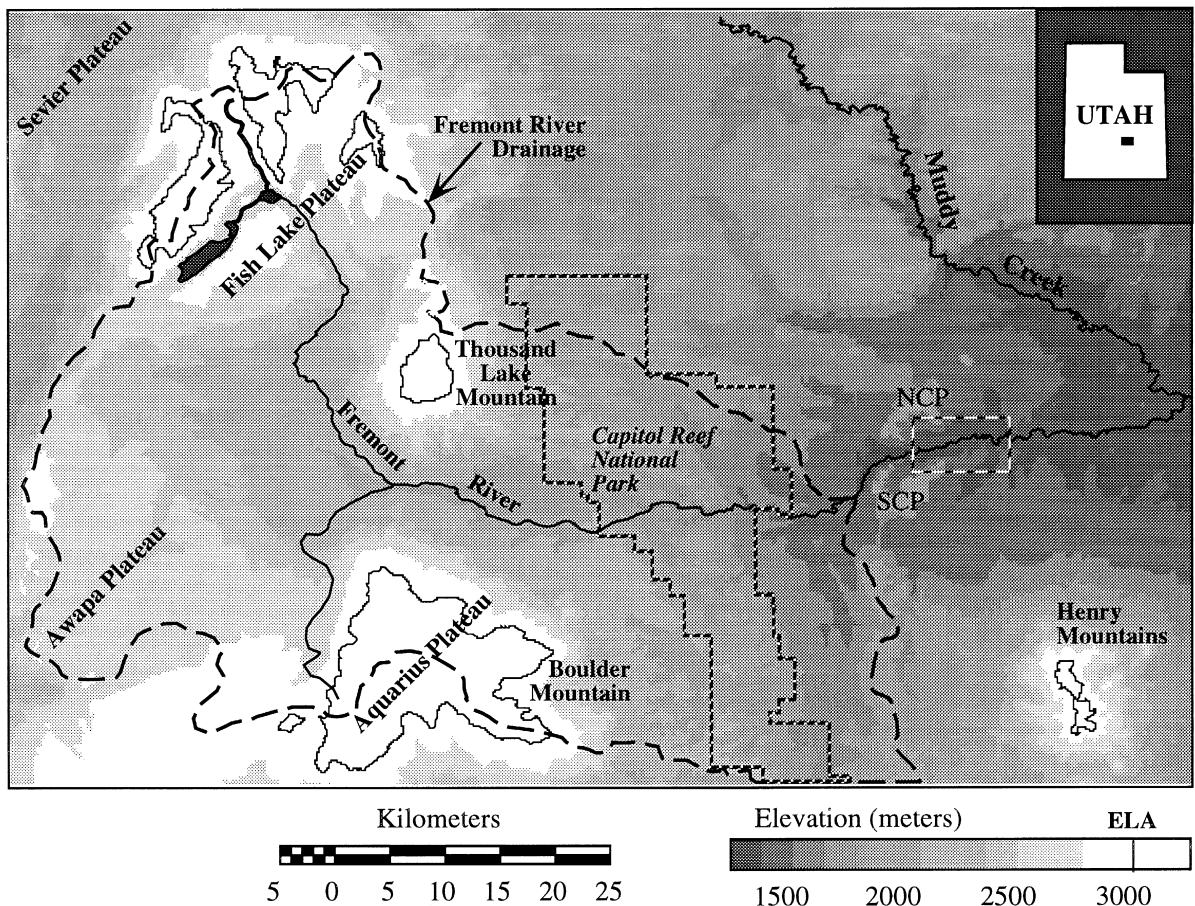 Sevier Plateau
UTAH
Fremont River
Drainage
Muddy
Creek
Fish Lake Plateau
Thousand
Lake
Mountain
NCP
Fremont
River
Capitol Reef
National
Park
SCP
Awapa Plateau
Aquarius Plateau
Boulder
Mountain
Henry
Mountains
Kilometers
5 0 5 10 15 20 25
Elevation (meters) ELA
1500 2000 2500 3000